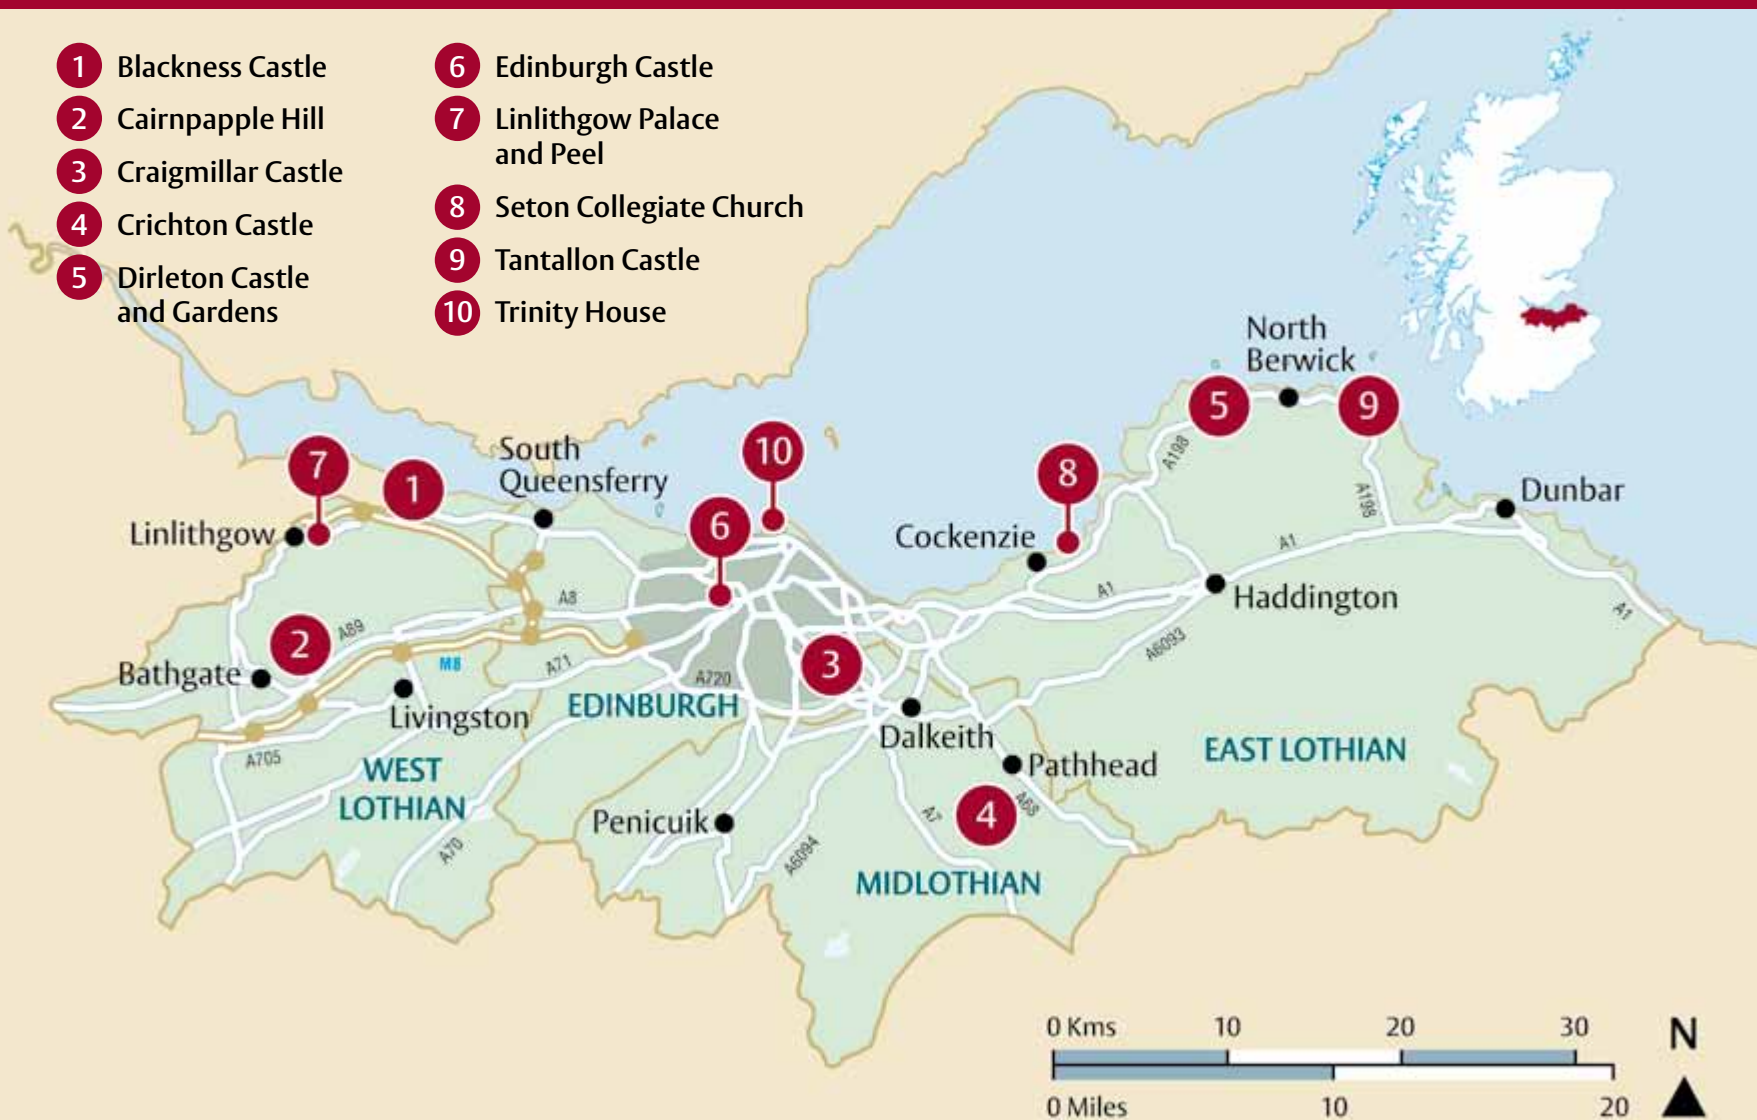 1 Blackness Castle
2 Cairnpapple Hill
3 Craigmillar Castle
4 Crichton Castle
5 Dirleton Castle
and Gardens
6 Edinburgh Castle
7 Linlithgow Palace
and Peel
8 Seton Collegiate Church
9 Tantallon Castle
10 Trinity House
North
Berwick
5
9
A198
A198
South
Queensferry
7
1
10
6
8
Dunbar
Linlithgow
Cockenzie
A1
A1
A1
A8
Haddington
2
A89
M8
A71
3
A6093
Bathgate
A720
Livingston
EDINBURGH
Dalkeith
EAST LOTHIAN
A705
WEST
LOTHIAN
Pathhead
4
A68
A7
Penicuik
A70
A6094
MIDLOTHIAN
0 Kms 10 20 30
N
0 Miles 10 20